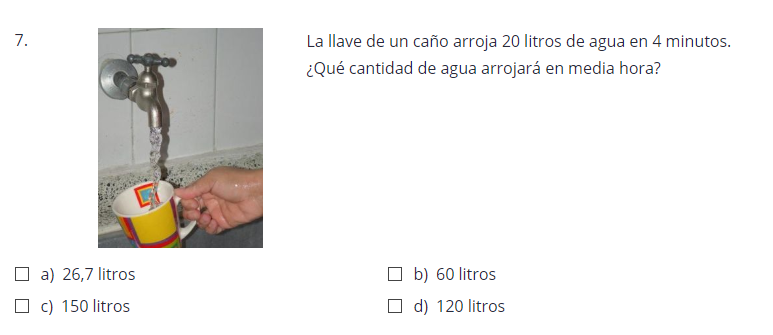 7.
La llave de un caño arroja 20 litros de agua en 4 minutos.
¿Qué cantidad de agua arrojará en media hora?
a) 26,7 litros
b) 60 litros
c) 150 litros
d) 120 litros